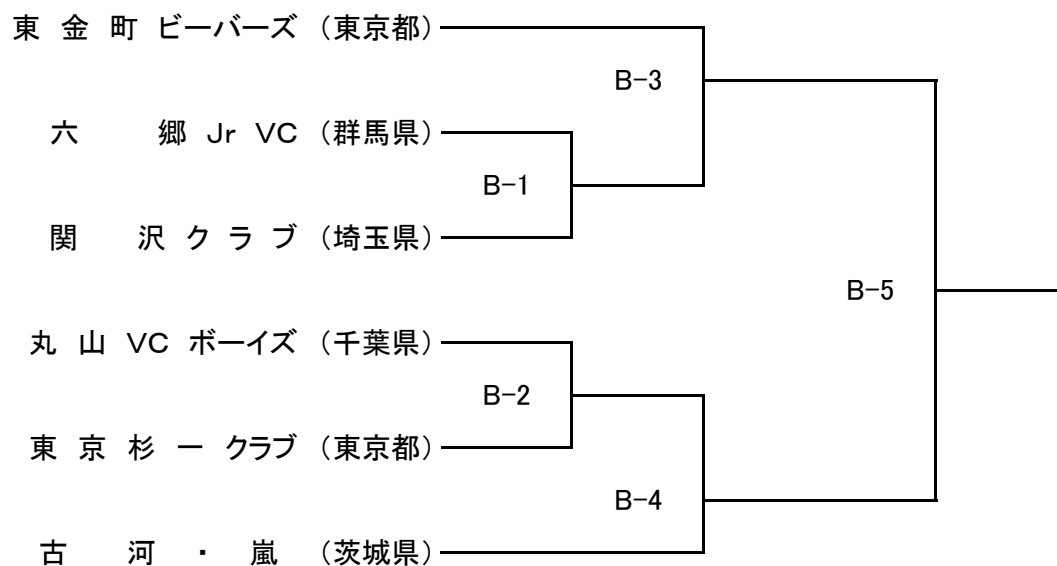 東金町ビーバーズ（東京都）
B-3
六郷 Jr VC（群馬県）
B-1
関沢クラブ（埼玉県）
B-5
丸山 VC ボーイズ（千葉県）
B-2
東京杉一クラブ（東京都）
B-4
古河・嵐（茨城県）